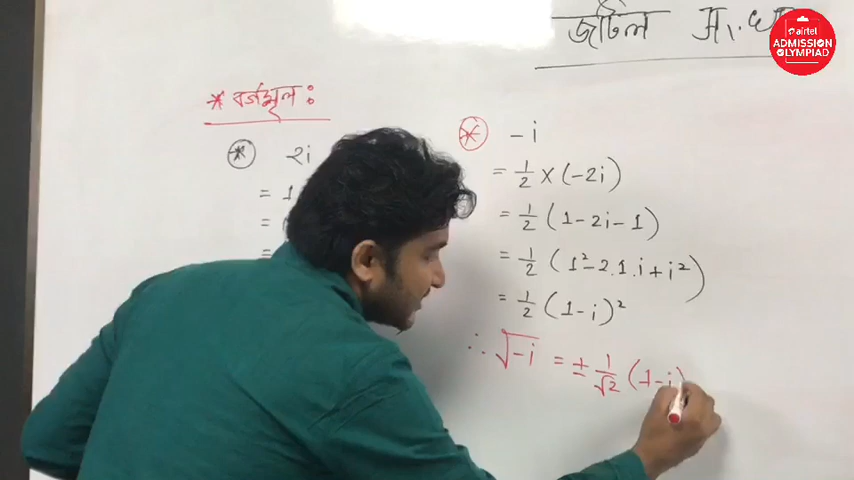 জটিল
airtel
ADMISSION
OLYMPIAD
* বর্গমূল :
* 2i
* -i
= 1/2 × (-2i)
= 1/2 (1 - 2i - 1)
= 1/2 (1² - 2.1.i + i²)
= 1/2 (1 - i)²
∴ √-i = ± 1/√2 (1 - i)